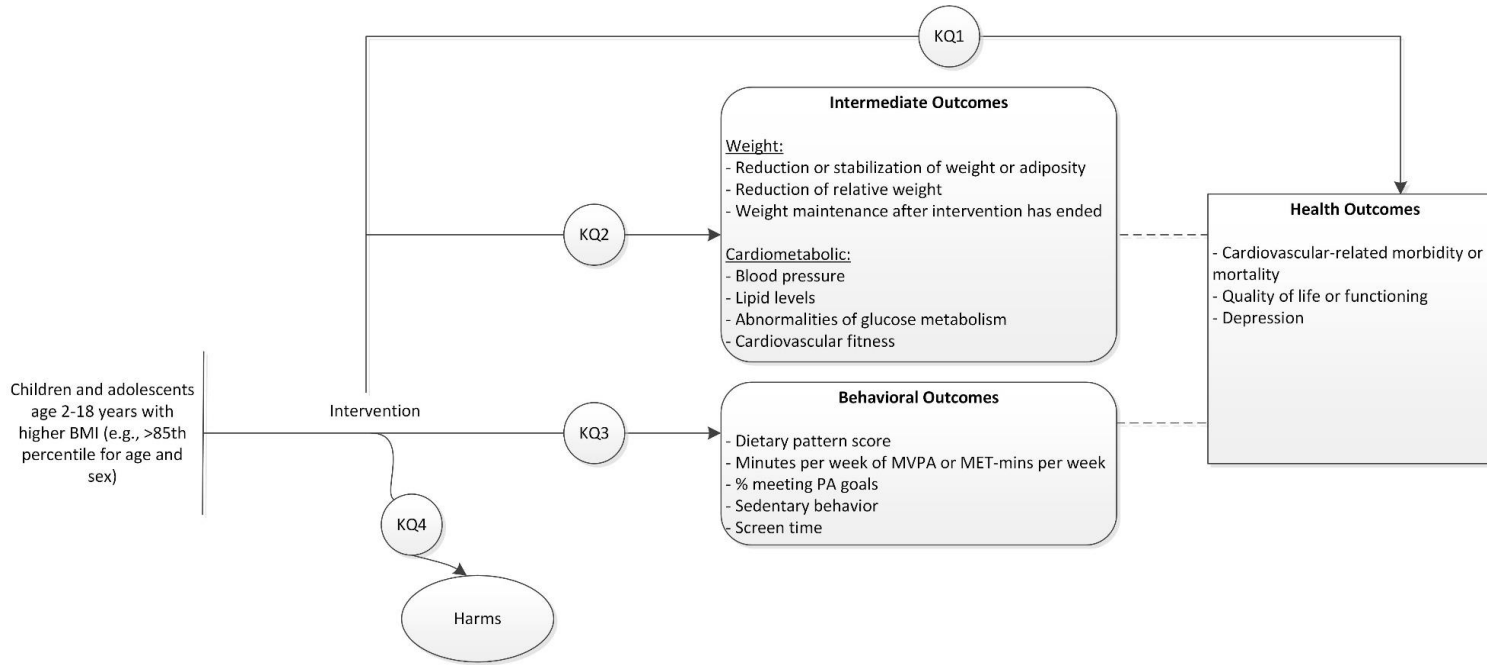 KQ1
Intermediate Outcomes
Weight:
- Reduction or stabilization of weight or adiposity
- Reduction of relative weight
- Weight maintenance after intervention has ended
Cardiometabolic:
- Blood pressure
- Lipid levels
- Abnormalities of glucose metabolism
- Cardiovascular fitness
KQ2
Health Outcomes
- Cardiovascular-related morbidity or
mortality
- Quality of life or functioning
- Depression
Children and adolescents
age 2-18 years with
higher BMI (e.g., >85th
percentile for age and
sex)
Intervention
KQ3
Behavioral Outcomes
- Dietary pattern score
- Minutes per week of MVPA or MET-mins per week
- % meeting PA goals
- Sedentary behavior
- Screen time
KQ4
Harms